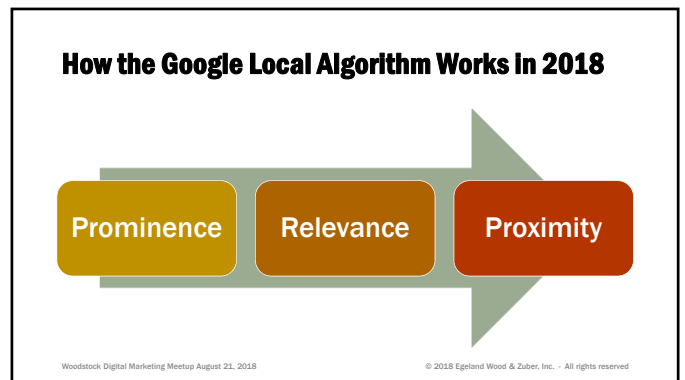 How the Google Local Algorithm Works in 2018
Prominence
Relevance
Proximity
Woodstock Digital Marketing Meetup August 21, 2018
© 2018 Egeland Wood & Zuber, Inc. - All rights reserved